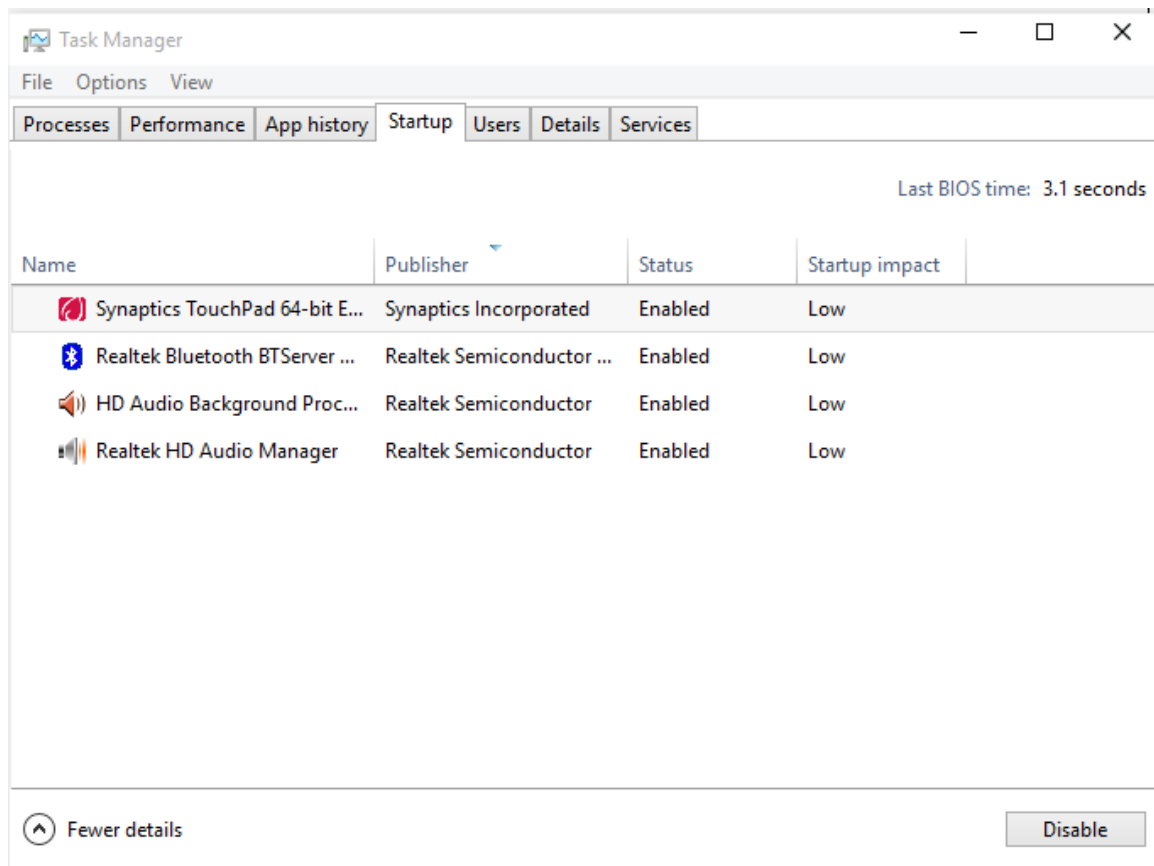 Task Manager
File Options View
Processes Performance App history Startup Users Details Services
Last BIOS time: 3.1 seconds
Name Publisher Status Startup impact
Synaptics TouchPad 64-bit E... Synaptics Incorporated Enabled Low
Realtek Bluetooth BTServer ... Realtek Semiconductor ... Enabled Low
HD Audio Background Proc... Realtek Semiconductor Enabled Low
Realtek HD Audio Manager Realtek Semiconductor Enabled Low
Fewer details Disable